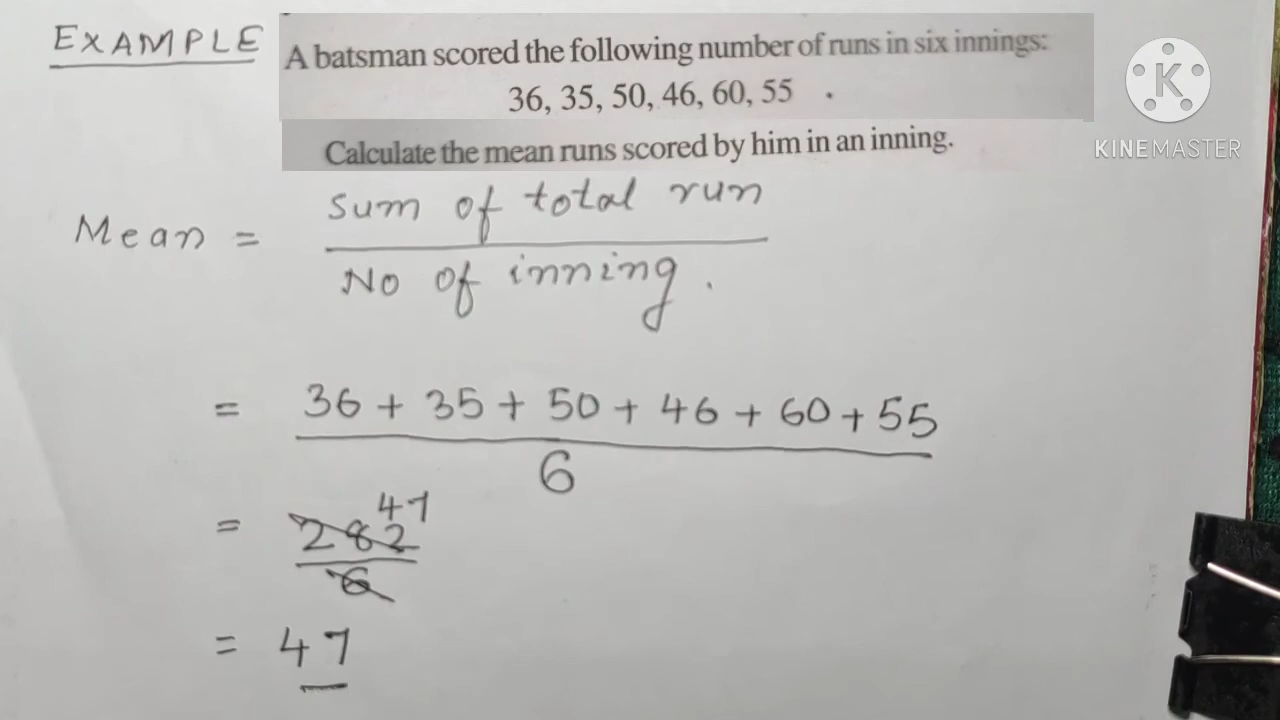 EXAMPLE
A batsman scored the following number of runs in six innings:
36, 35, 50, 46, 60, 55 .
Calculate the mean runs scored by him in an inning.
K
KINEMASTER
Mean = Sum of total run
No of inning.
= 36 + 35 + 50 + 46 + 60 + 55
6
47
= 282
6
= 47